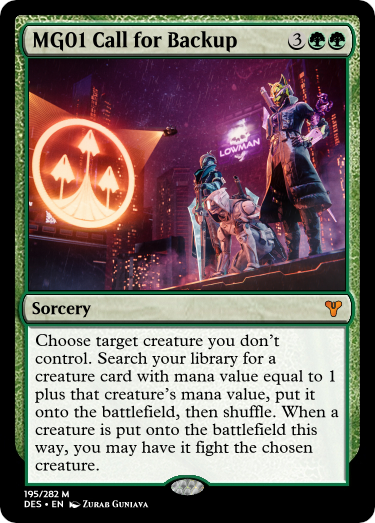 MG01 Call for Backup 3
LOWMAN
Sorcery
Choose target creature you don't
control. Search your library for a
creature card with mana value equal to 1
plus that creature's mana value, put it
onto the battlefield, then shuffle. When a
creature is put onto the battlefield this
way, you may have it fight the chosen
creature.
195/282 M
DES • EN Zurab Guniava